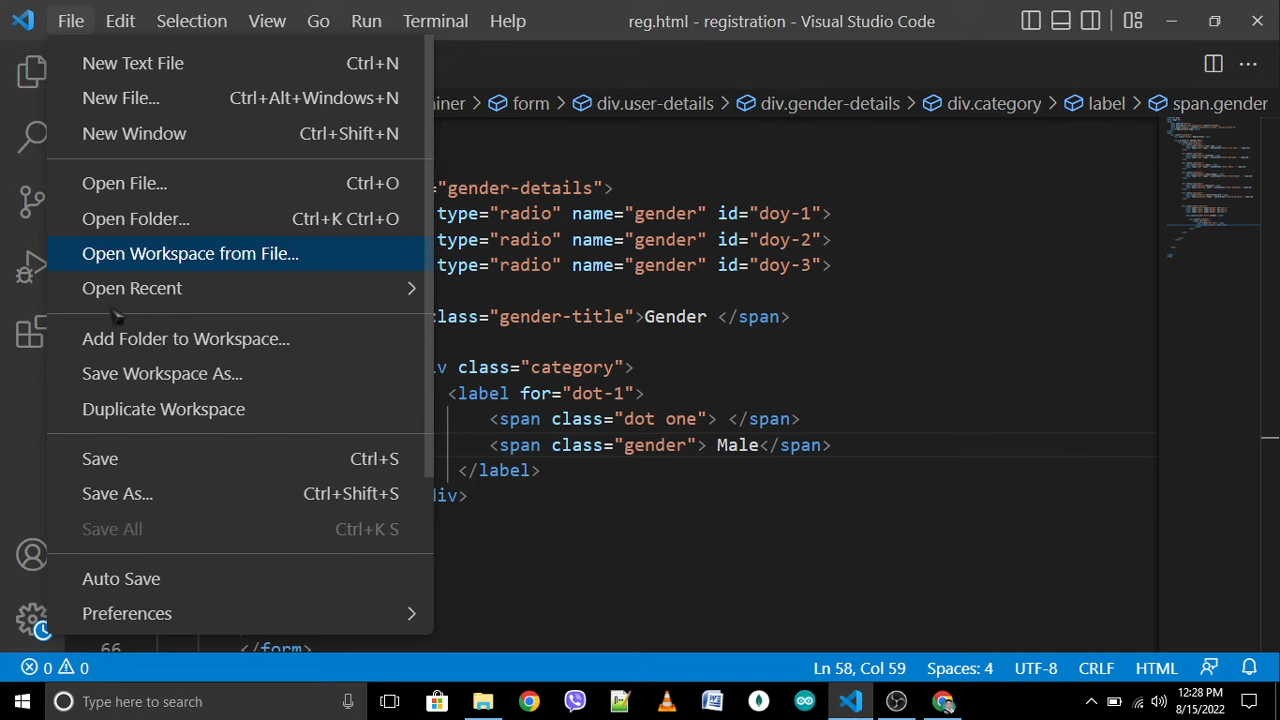 File Edit Selection View Go Run Terminal Help reg.html - registration - Visual Studio Code
New Text File Ctrl+N
New File... Ctrl+Alt+Windows+N
New Window Ctrl+Shift+N
Open File... Ctrl+O
Open Folder... Ctrl+K Ctrl+O
Open Workspace from File...
Open Recent
Add Folder to Workspace...
Save Workspace As...
Duplicate Workspace
Save Ctrl+S
Save As... Ctrl+Shift+S
Save All Ctrl+K S
Auto Save
Preferences
iner form div.user-details div.gender-details div.category label span.gender
="gender-details">
type="radio" name="gender" id="doy-1">
type="radio" name="gender" id="doy-2">
type="radio" name="gender" id="doy-3">
class="gender-title">Gender </span>
v class="category">
<label for="dot-1">
<span class="dot one"> </span>
<span class="gender"> Male</span>
</label>
div>
66 </form>
0 0 Ln 58, Col 59 Spaces: 4 UTF-8 CRLF HTML
Type here to search
12:28 PM
8/15/2022